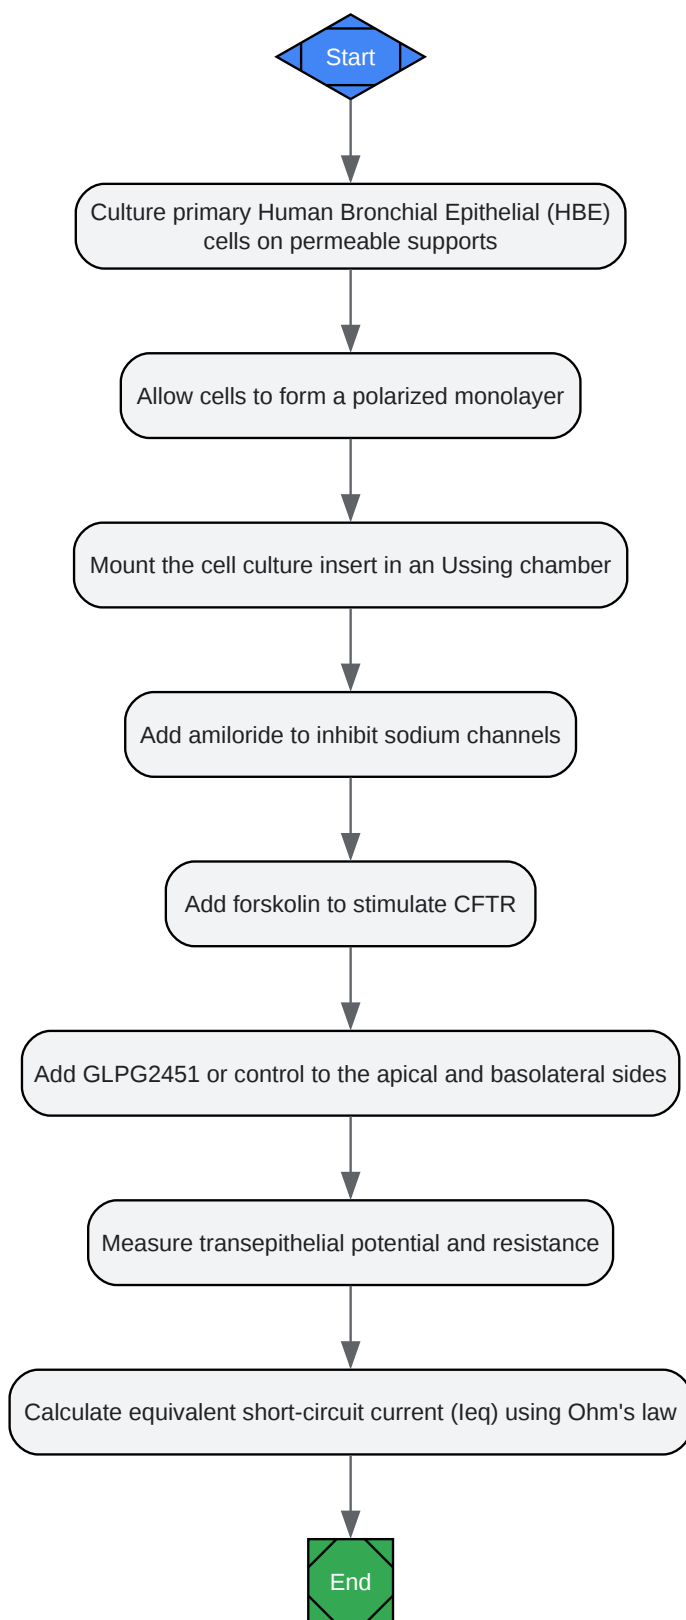 Start
Culture primary Human Bronchial Epithelial (HBE)
cells on permeable supports
Allow cells to form a polarized monolayer
Mount the cell culture insert in an Ussing chamber
Add amiloride to inhibit sodium channels
Add forskolin to stimulate CFTR
Add GLPG2451 or control to the apical and basolateral sides
Measure transepithelial potential and resistance
Calculate equivalent short-circuit current (Ieq) using Ohm's law
End